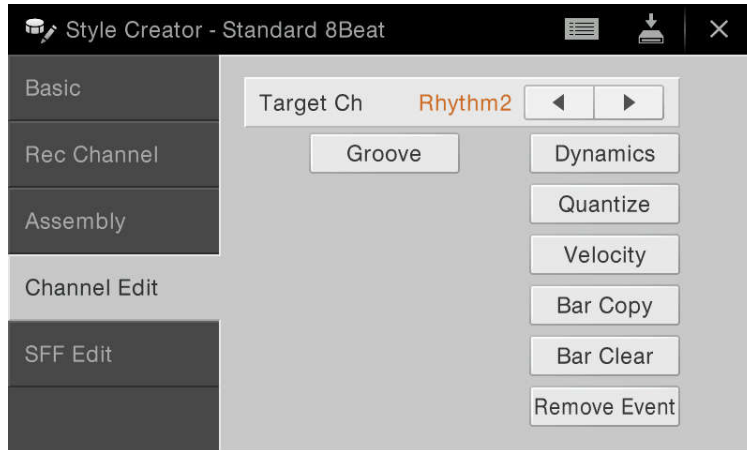 Style Creator - Standard 8Beat
Basic
Rec Channel
Assembly
Channel Edit
SFF Edit
Target Ch Rhythm2
Groove
Dynamics
Quantize
Velocity
Bar Copy
Bar Clear
Remove Event